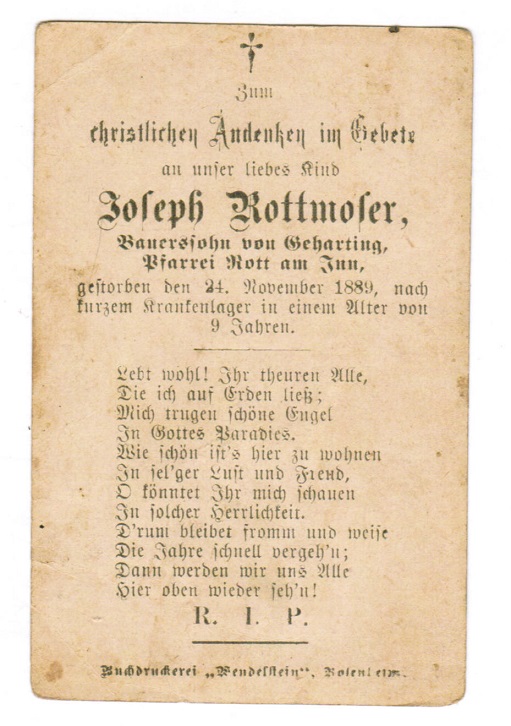 Zum
christlichen Andenken im Gebete
an unser liebes Kind
Joseph Rottmoser,
Bauerssohn von Geharting,
Pfarrei Rott am Inn,
gestorben den 24. November 1889, nach
kurzem Krankenlager in einem Alter von
9 Jahren.
Lebt wohl! Ihr theuren Alle,
Die ich auf Erden ließ;
Mich trugen schöne Engel
In Gottes Paradies.
Wie schön ist's hier zu wohnen
In sel'ger Lust und Freud,
O könntet Ihr mich schauen
In solcher Herrlichkeit.
D'rum bleibet fromm und weise
Die Jahre schnell vergeh'n;
Dann werden wir uns Alle
Hier oben wieder seh'n!
R. I. P.
Buchdruckerei „Wendelstein“, Rosenheim.